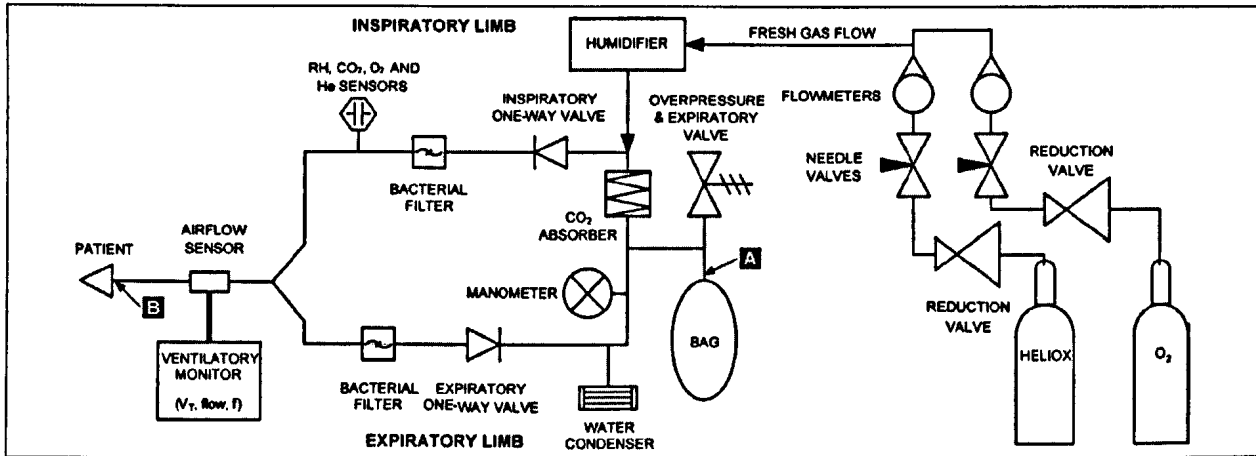 INSPIRATORY LIMB
HUMIDIFIER
FRESH GAS FLOW
RH, CO₂, O₂ AND
He SENSORS
INSPIRATORY
ONE-WAY VALVE
OVERPRESSURE
& EXPIRATORY
VALVE
FLOWMETERS
NEEDLE
VALVES
REDUCTION
VALVE
BACTERIAL
FILTER
CO₂
ABSORBER
AIRFLOW
SENSOR
PATIENT
A
B
MANOMETER
REDUCTION
VALVE
BAG
HELIOX
O₂
VENTILATORY
MONITOR
(V_T, flow, f)
BACTERIAL
FILTER
EXPIRATORY
ONE-WAY VALVE
WATER
CONDENSER
EXPIRATORY LIMB